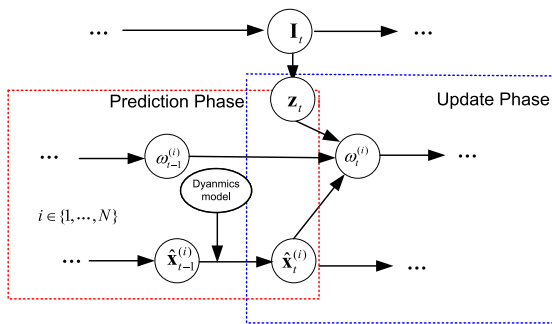 ... I_t ...
Prediction Phase z_t Update Phase
... ω_{t-1}^{(i)} ω_t^{(i)} ...
Dyanmics
model
i ∈ {1, ..., N}
... x̂_{t-1}^{(i)} x̂_t^{(i)} ...